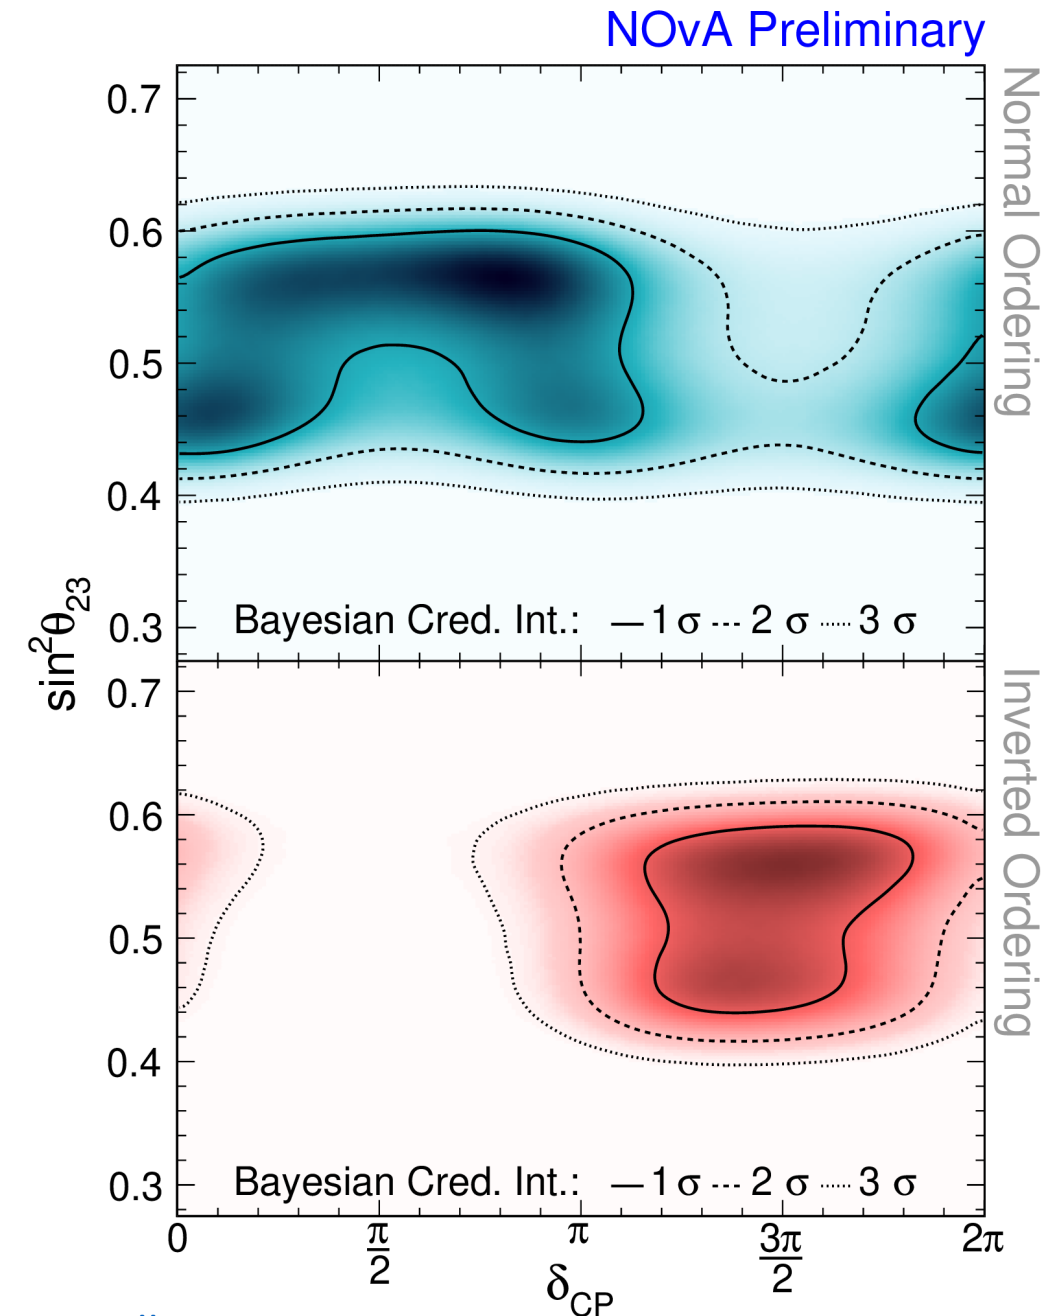 NOvA Preliminary
Normal Ordering
0.7
0.6
0.5
0.4
0.3
Bayesian Cred. Int.: 1 σ 2 σ 3 σ
sin²θ₂₃
Inverted Ordering
0.7
0.6
0.5
0.4
0.3
Bayesian Cred. Int.: 1 σ 2 σ 3 σ
0 π/2 π 3π/2 2π
δCP